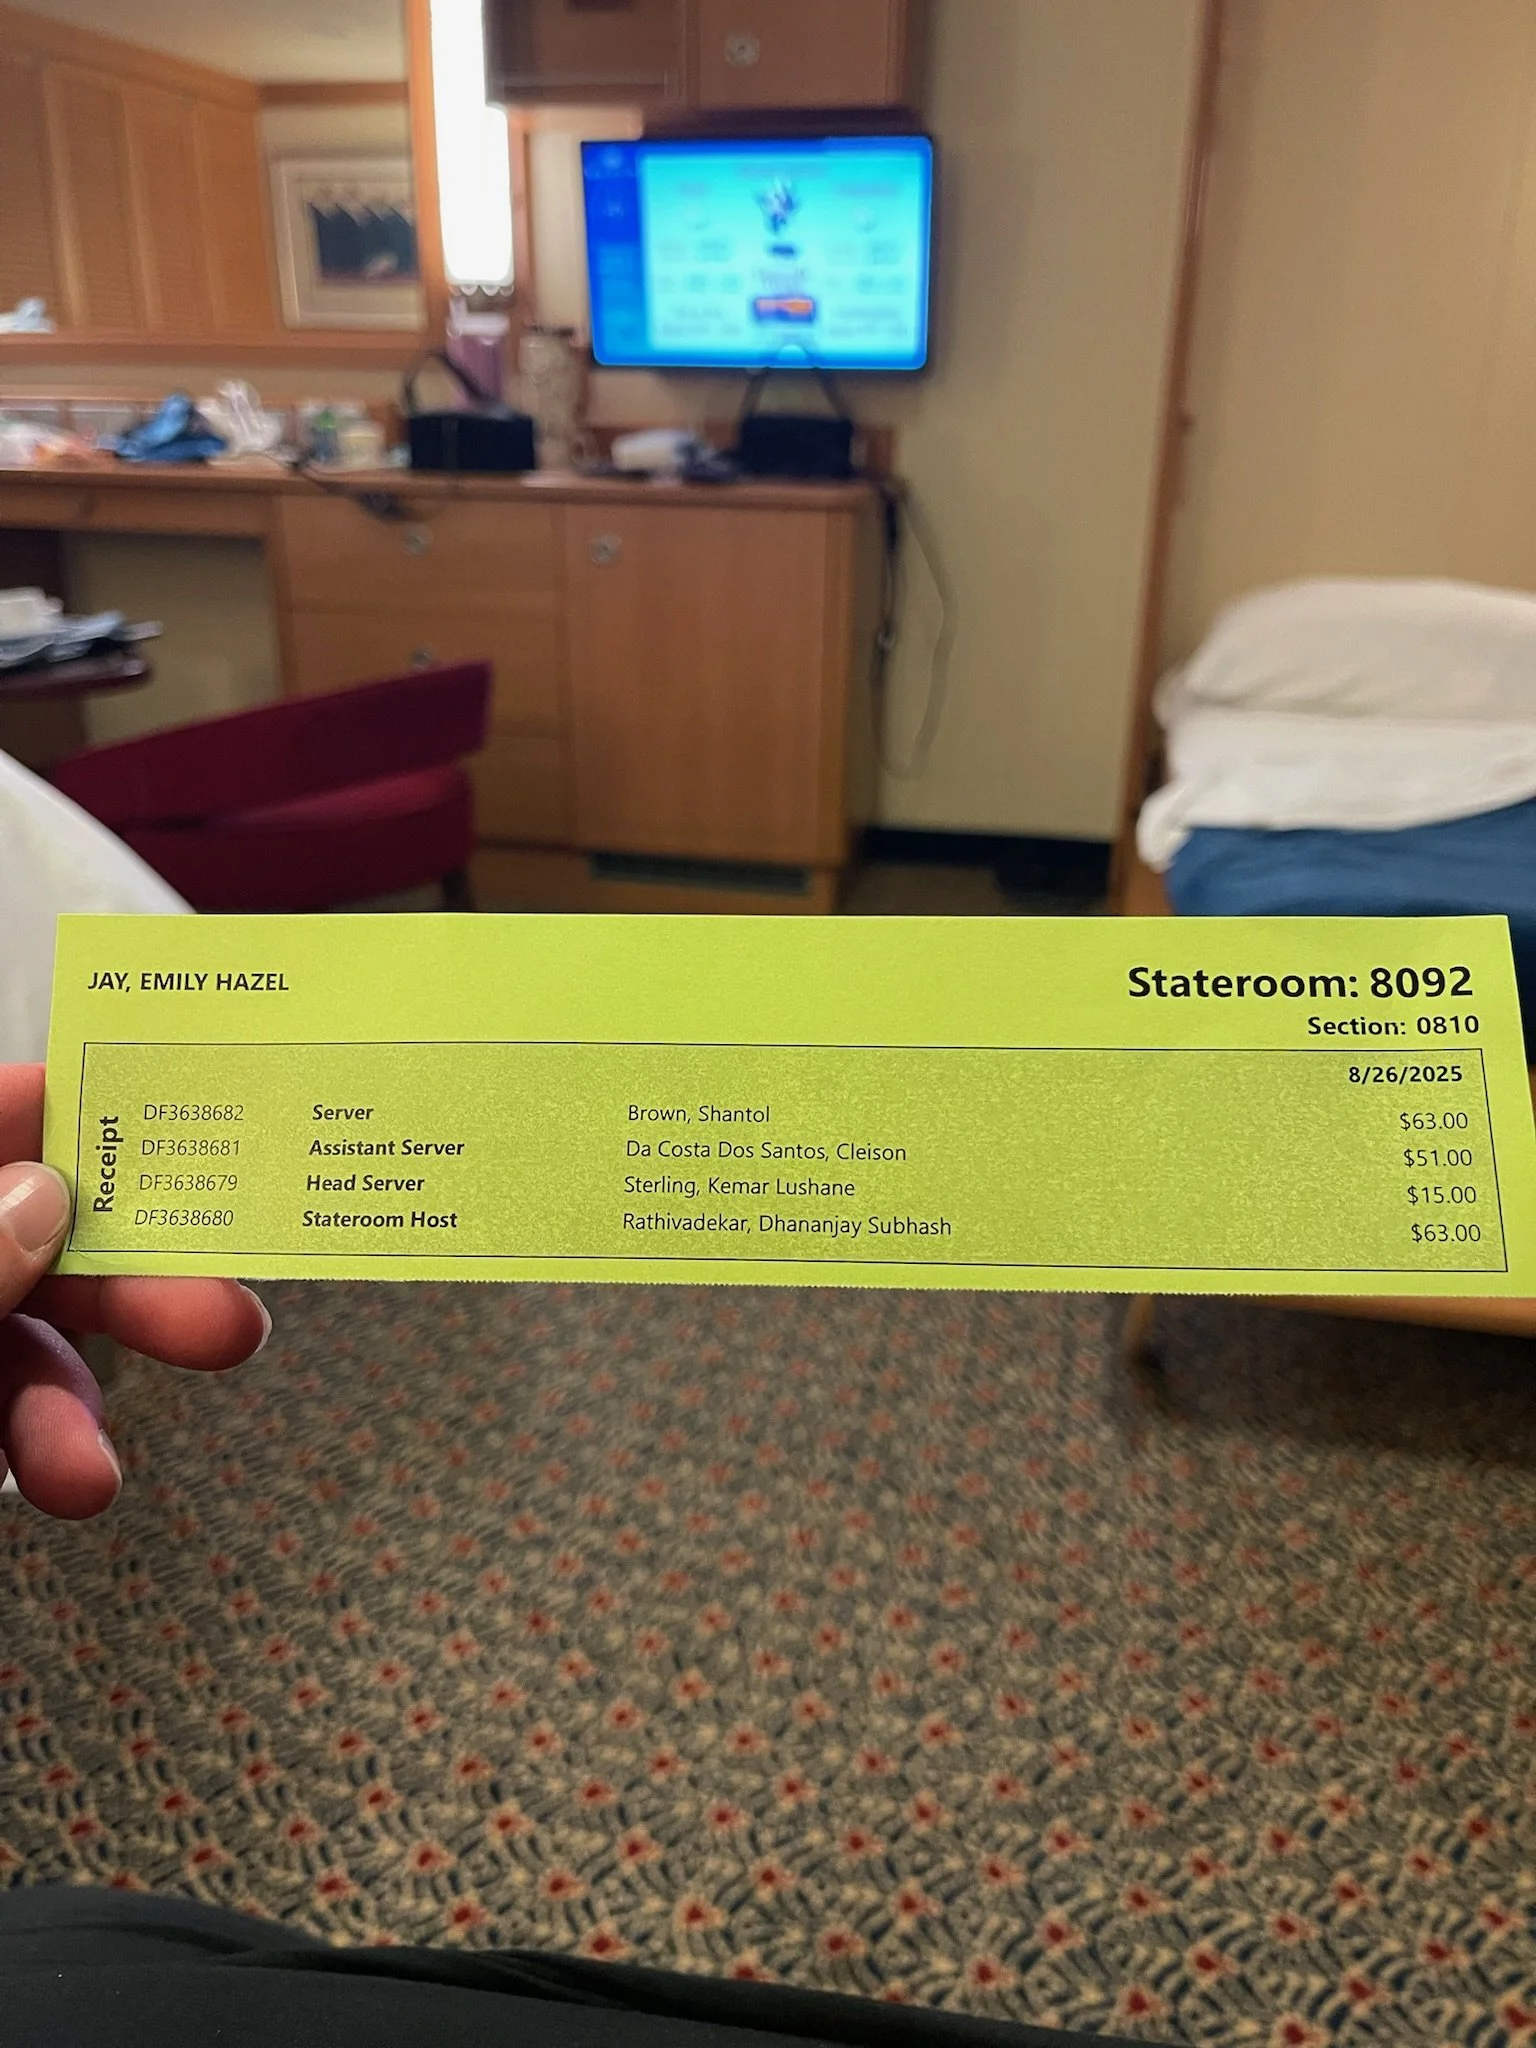 JAY, EMILY HAZEL
Stateroom: 8092
Section: 0810
Receipt
8/26/2025
DF3638682 Server Brown, Shantol $63.00
DF3638681 Assistant Server Da Costa Dos Santos, Cleison $51.00
DF3638679 Head Server Sterling, Kemar Lushane $15.00
DF3638680 Stateroom Host Rathivadekar, Dhananjay Subhash $63.00